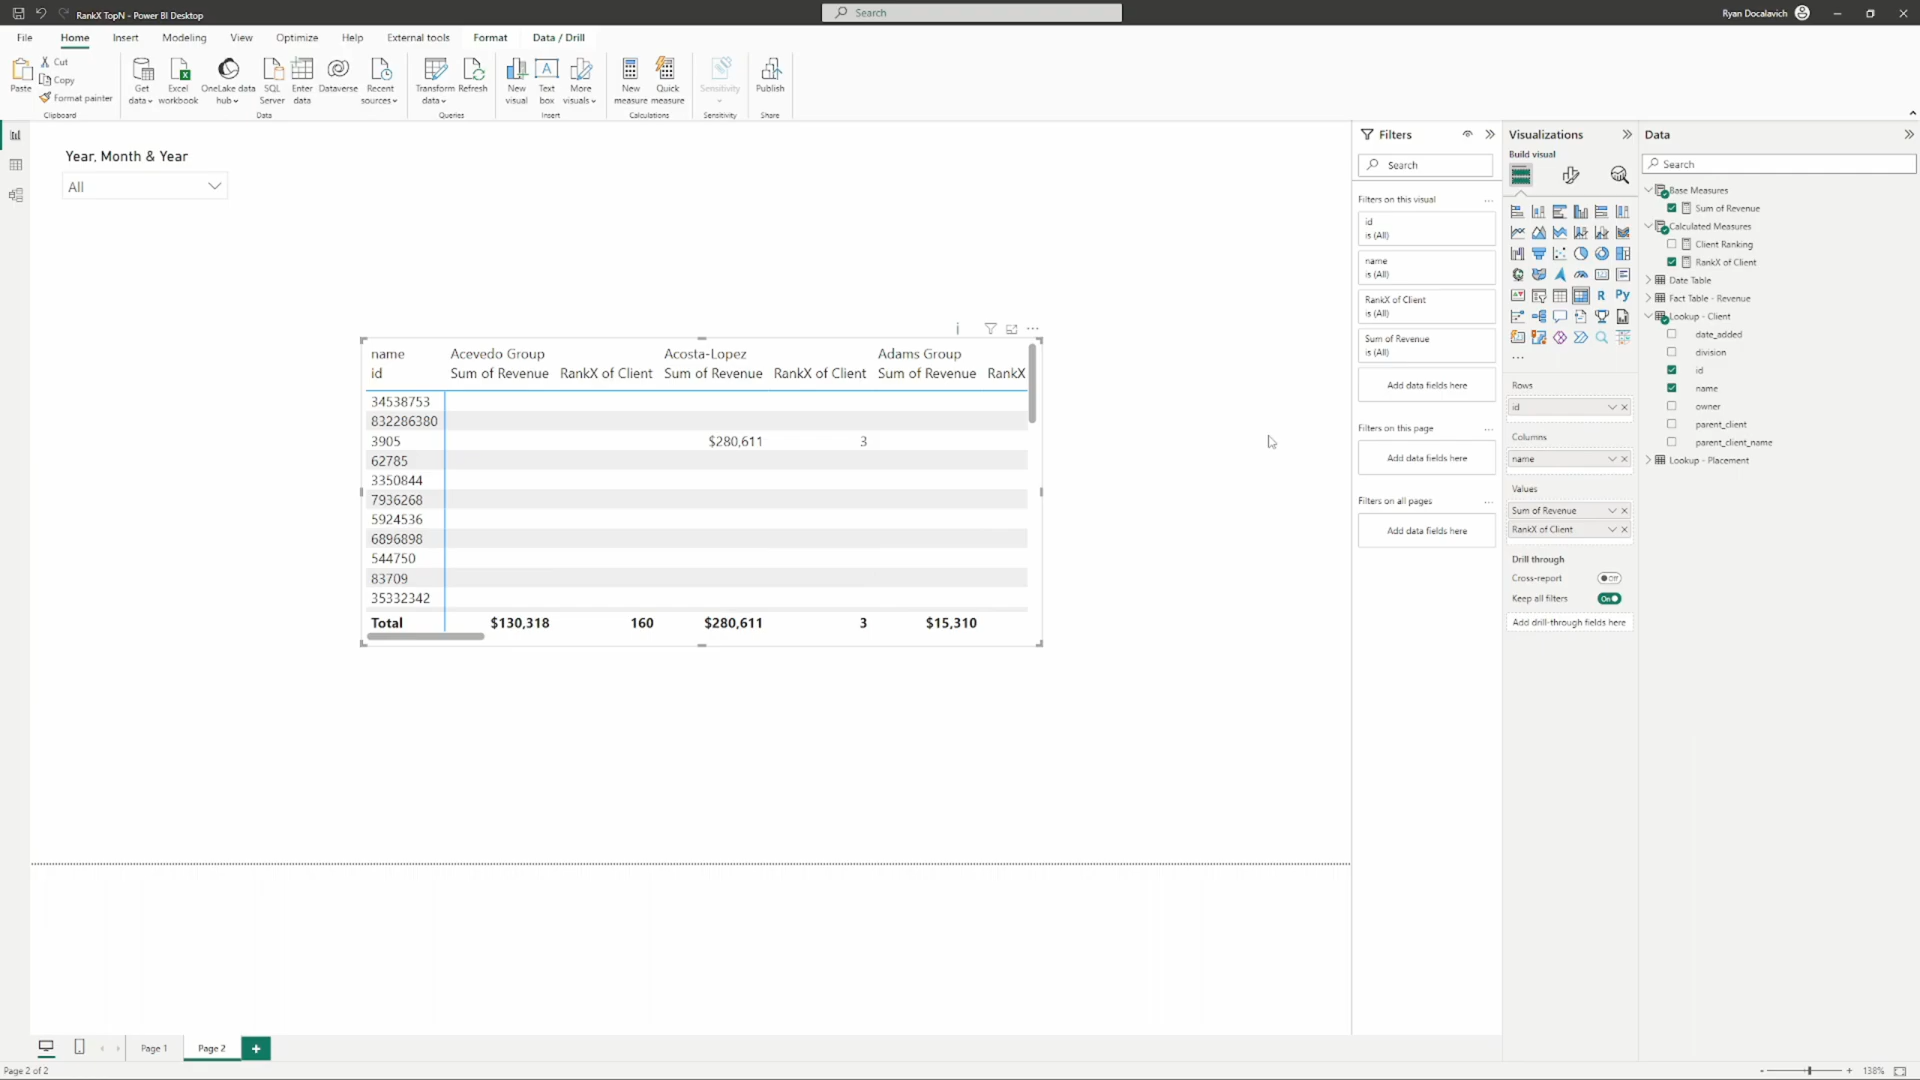 RankX TopN - Power BI Desktop
Search
Ryan Docalavich
File Home Insert Modeling View Optimize Help External tools Format Data / Drill
Paste
Cut
Copy
Format painter
Get data
Excel workbook
OneLake data hub
SQL Server
Enter data
Dataverse
Recent sources
Transform data
Refresh
New visual
Text box
More visuals
New measure
Quick measure
Sensitivity
Publish
Clipboard Data Queries Insert Calculations Sensitivity Share
Year, Month & Year
All
name Acevedo Group Acosta-Lopez Adams Group
id Sum of Revenue RankX of Client Sum of Revenue RankX of Client Sum of Revenue RankX
34538753
832286380
3905 $280,611 3
62785
3350844
7936268
5924536
6896898
544750
83709
35332342
Total $130,318 160 $280,611 3 $15,310
Filters
Search
Filters on this visual
id
is (All)
name
is (All)
RankX of Client
is (All)
Sum of Revenue
is (All)
Add data fields here
Filters on this page
Add data fields here
Filters on all pages
Add data fields here
Visualizations
Build visual
R Py
Rows
id
Columns
name
Values
Sum of Revenue
RankX of Client
Drill through
Cross-report Off
Keep all filters On
Add drill-through fields here
Data
Search
Base Measures
Sum of Revenue
Calculated Measures
Client Ranking
RankX of Client
Date Table
Fact Table - Revenue
Lookup - Client
date_added
division
id
name
owner
parent_client
parent_client_name
Lookup - Placement
Page 1 Page 2
Page 2 of 2
138%